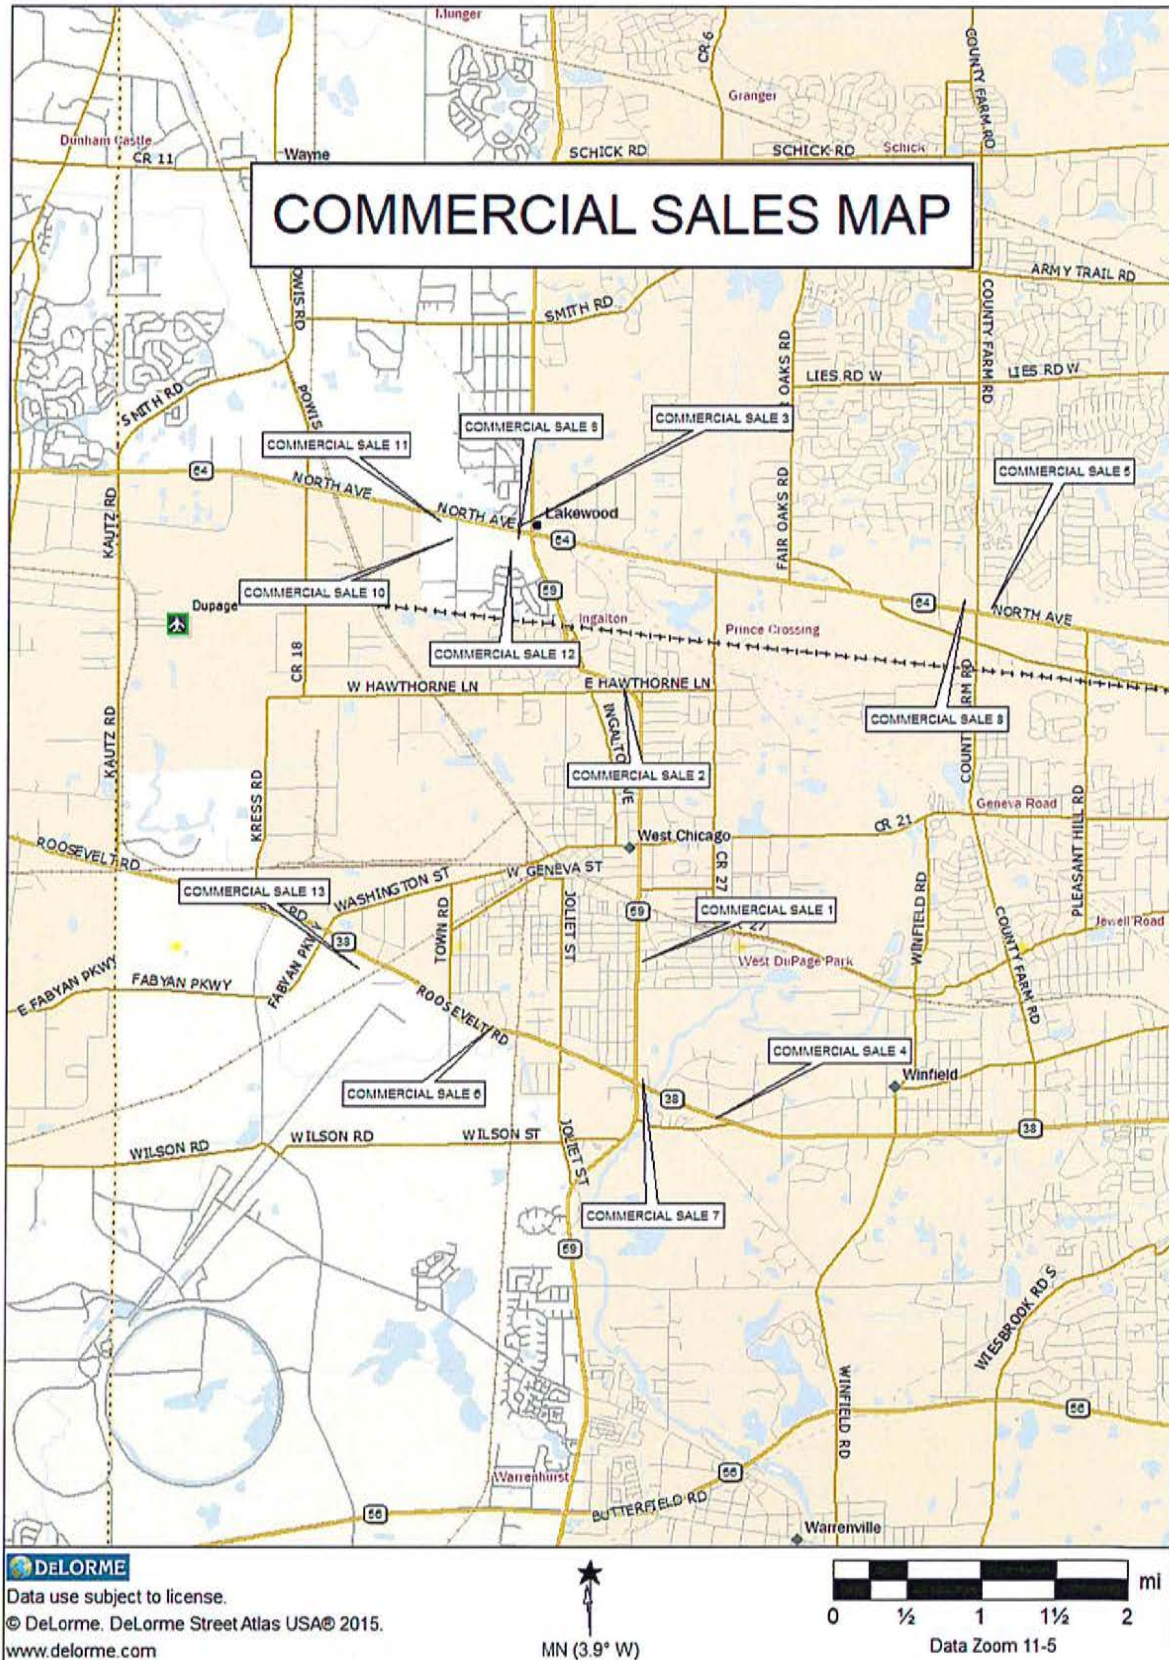 Munger
CR 6
COUNTY FARM RD
Granger
Dunham Castle
CR 11
Wayne
SCHICK RD
SCHICK RD
Schick
COMMERCIAL SALES MAP
ARMY TRAIL RD
OWIS RD
SMITH RD
COUNTY FARM RD
OAKS RD
LIES RD W
LIES RD W
SMITH RD
POWIS
COMMERCIAL SALE 11
COMMERCIAL SALE 9
COMMERCIAL SALE 3
COMMERCIAL SALE 5
64
NORTH AVE
NORTH AVE
Lakewood
64
KAUTZ RD
FAIR OAKS RD
COMMERCIAL SALE 10
59
64
NORTH AVE
Dupage
Ingalton
Prince Crossing
COMMERCIAL SALE 12
CR 18
W HAWTHORNE LN
E HAWTHORNE LN
COMMERCIAL SALE 8
KAUTZ RD
COMMERCIAL SALE 2
Geneva Road
KRESS RD
CR 21
West Chicago
PLEASANT HILL RD
ROOSEVELT RD
W GENEVA ST
CR 27
COMMERCIAL SALE 13
WASHINGTON ST
RD
JOLIET ST
59
COMMERCIAL SALE 1
27
WINFIELD RD
Jewell Road
38
TOWN RD
West DuPage Park
COUNTY FARM RD
E FABYAN PKWY
FABYAN PKWY
FABYAN PKWY
ROOSEVELT RD
COMMERCIAL SALE 4
COMMERCIAL SALE 6
Winfield
38
38
WILSON RD
WILSON RD
WILSON ST
JOLIET ST
COMMERCIAL SALE 7
59
WIESBROOK RD S
WINFIELD RD
56
Warrenhurst
56
56
BUTTERFIELD RD
Warrenville
DELORME
Data use subject to license.
© DeLorme. DeLorme Street Atlas USA® 2015.
www.delorme.com
MN (3.9° W)
mi
0 ½ 1 1½ 2
Data Zoom 11-5